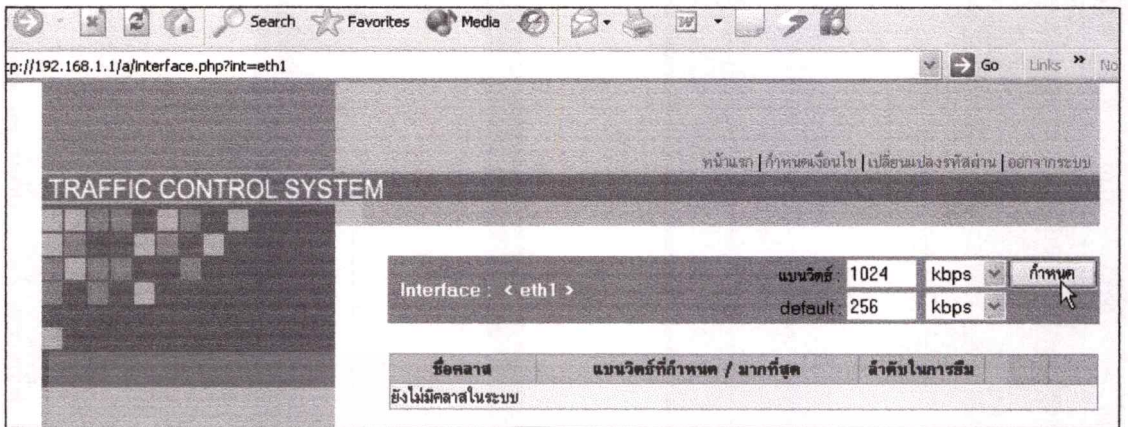 Search Favorites Media
tp://192.168.1.1/a/interface.php?int=eth1 Go Links » No
หน้าแรก | กำหนดเงื่อนไข | เปลี่ยนแปลงรหัสผ่าน | ออกจากระบบ
TRAFFIC CONTROL SYSTEM
Interface : < eth1 >
แบนวิดธ์ : 1024 kbps กำหนด
default : 256 kbps
ชื่อคลาส แบนวิดธ์ที่กำหนด / มากที่สุด ลำดับในการยืม
ยังไม่มีคลาสในระบบ